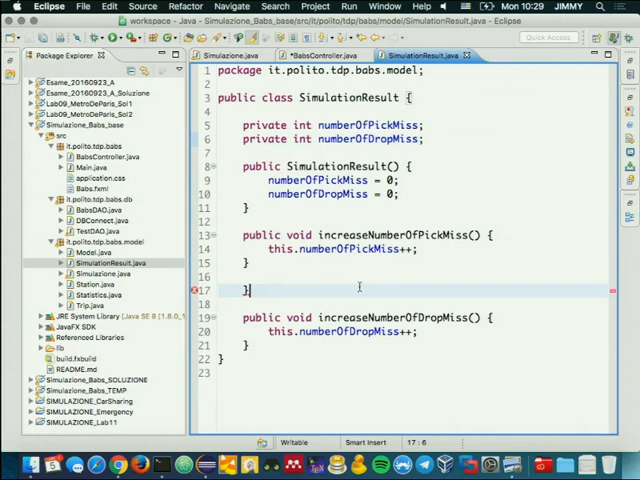 Eclipse File Edit Source Refactor Navigate Search Project Run Window Help
Mon 10:29 JIMMY
workspace - Simulazione_Babs_base/src/it/polito/tdp/babs/model/SimulationResult.java - Eclipse
Quick Access
Package Explorer
Esame_20160923_A
Esame_20160923_A_Soluzione
Lab09_MetroDeParis_Sol1
Lab09_MetroDeParis_Sol2
Simulazione_Babs_base
src
it.polito.tdp.babs
BabsController.java
Main.java
application.css
Babs.fxml
it.polito.tdp.babs.db
BabsDAO.java
DBConnect.java
TestDAO.java
it.polito.tdp.babs.model
Model.java
SimulationResult.java
Simulazione.java
Station.java
Statistics.java
Trip.java
JRE System Library [Java SE 8 [1.8.0_
JavaFX SDK
Referenced Libraries
lib
build.fxbuild
README.md
Simulazione_Babs_SOLUZIONE
Simulazione_Babs_TEMP
SIMULAZIONE_CarSharing
SIMULAZIONE_Emergency
SIMULAZIONE_Lab11
Simulazione.java *BabsController.java SimulationResult.java
1 package it.polito.tdp.babs.model;
2
3 public class SimulationResult {
4
5 private int numberOfPickMiss;
6 private int numberOfDropMiss;
7
8 public SimulationResult() {
9 numberOfPickMiss = 0;
10 numberOfDropMiss = 0;
11 }
12
13 public void increaseNumberOfPickMiss() {
14 this.numberOfPickMiss++;
15 }
16
17 }
18
19 public void increaseNumberOfDropMiss() {
20 this.numberOfDropMiss++;
21 }
22 }
23
Writable Smart Insert 17 : 6